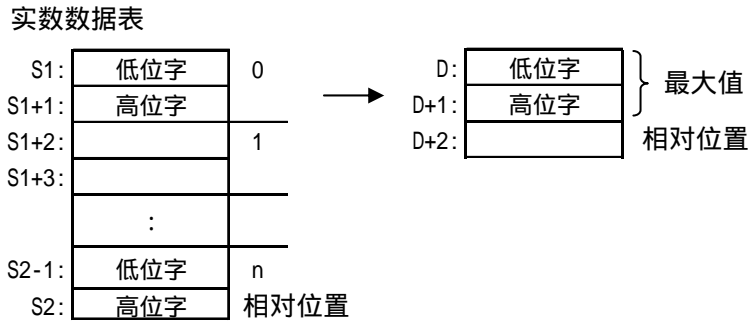 实数数据表
S1: 低位字 0
S1+1: 高位字
S1+2: 1
S1+3:
:
S2-1: 低位字 n
S2: 高位字 相对位置
D: 低位字
D+1: 高位字
最大值
D+2: 相对位置